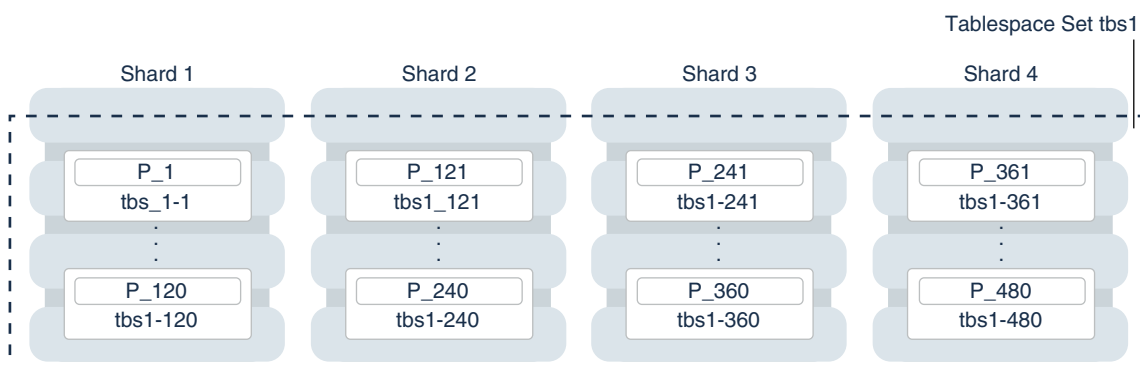 Tablespace Set tbs1
Shard 1
Shard 2
Shard 3
Shard 4
P_1
P_121
P_241
P_361
tbs_1-1
tbs1_121
tbs1-241
tbs1-361
P_120
P_240
P_360
P_480
tbs1-120
tbs1-240
tbs1-360
tbs1-480